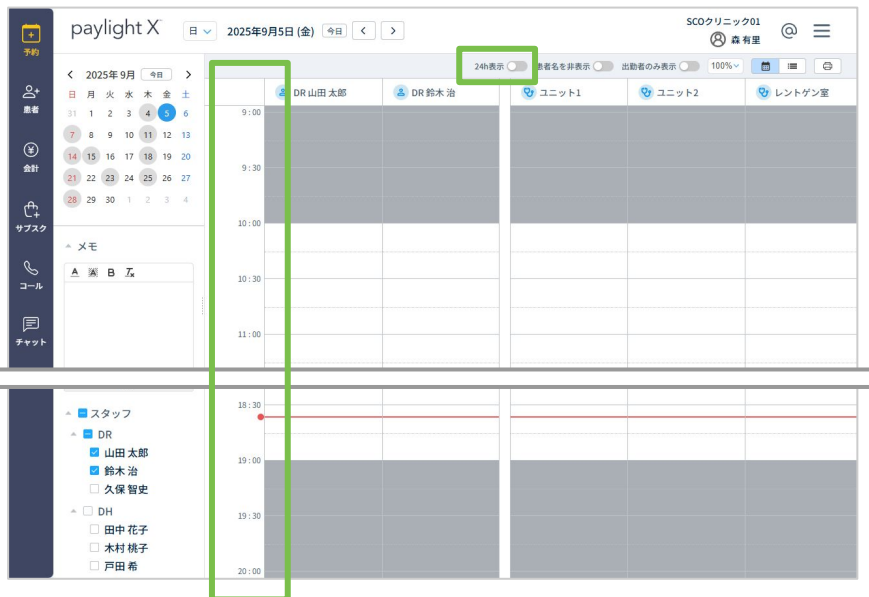 予約
患者
会計
サブスク
コール
チャット
paylight X
日
2025年9月5日 (金)
今日
SCOクリニック01
森 有里
24h表示
患者名を非表示
出勤者のみ表示
100%
2025年 9月
今日
日 月 火 水 木 金 土
31 1 2 3 4 5 6
7 8 9 10 11 12 13
14 15 16 17 18 19 20
21 22 23 24 25 26 27
28 29 30 1 2 3 4
メモ
A A B Tx
DR 山田 太郎
DR 鈴木 治
ユニット1
ユニット2
レントゲン室
9:00
9:30
10:00
10:30
11:00
18:30
19:00
19:30
20:00
スタッフ
DR
山田 太郎
鈴木 治
久保 智史
DH
田中 花子
木村 桃子
戸田 希